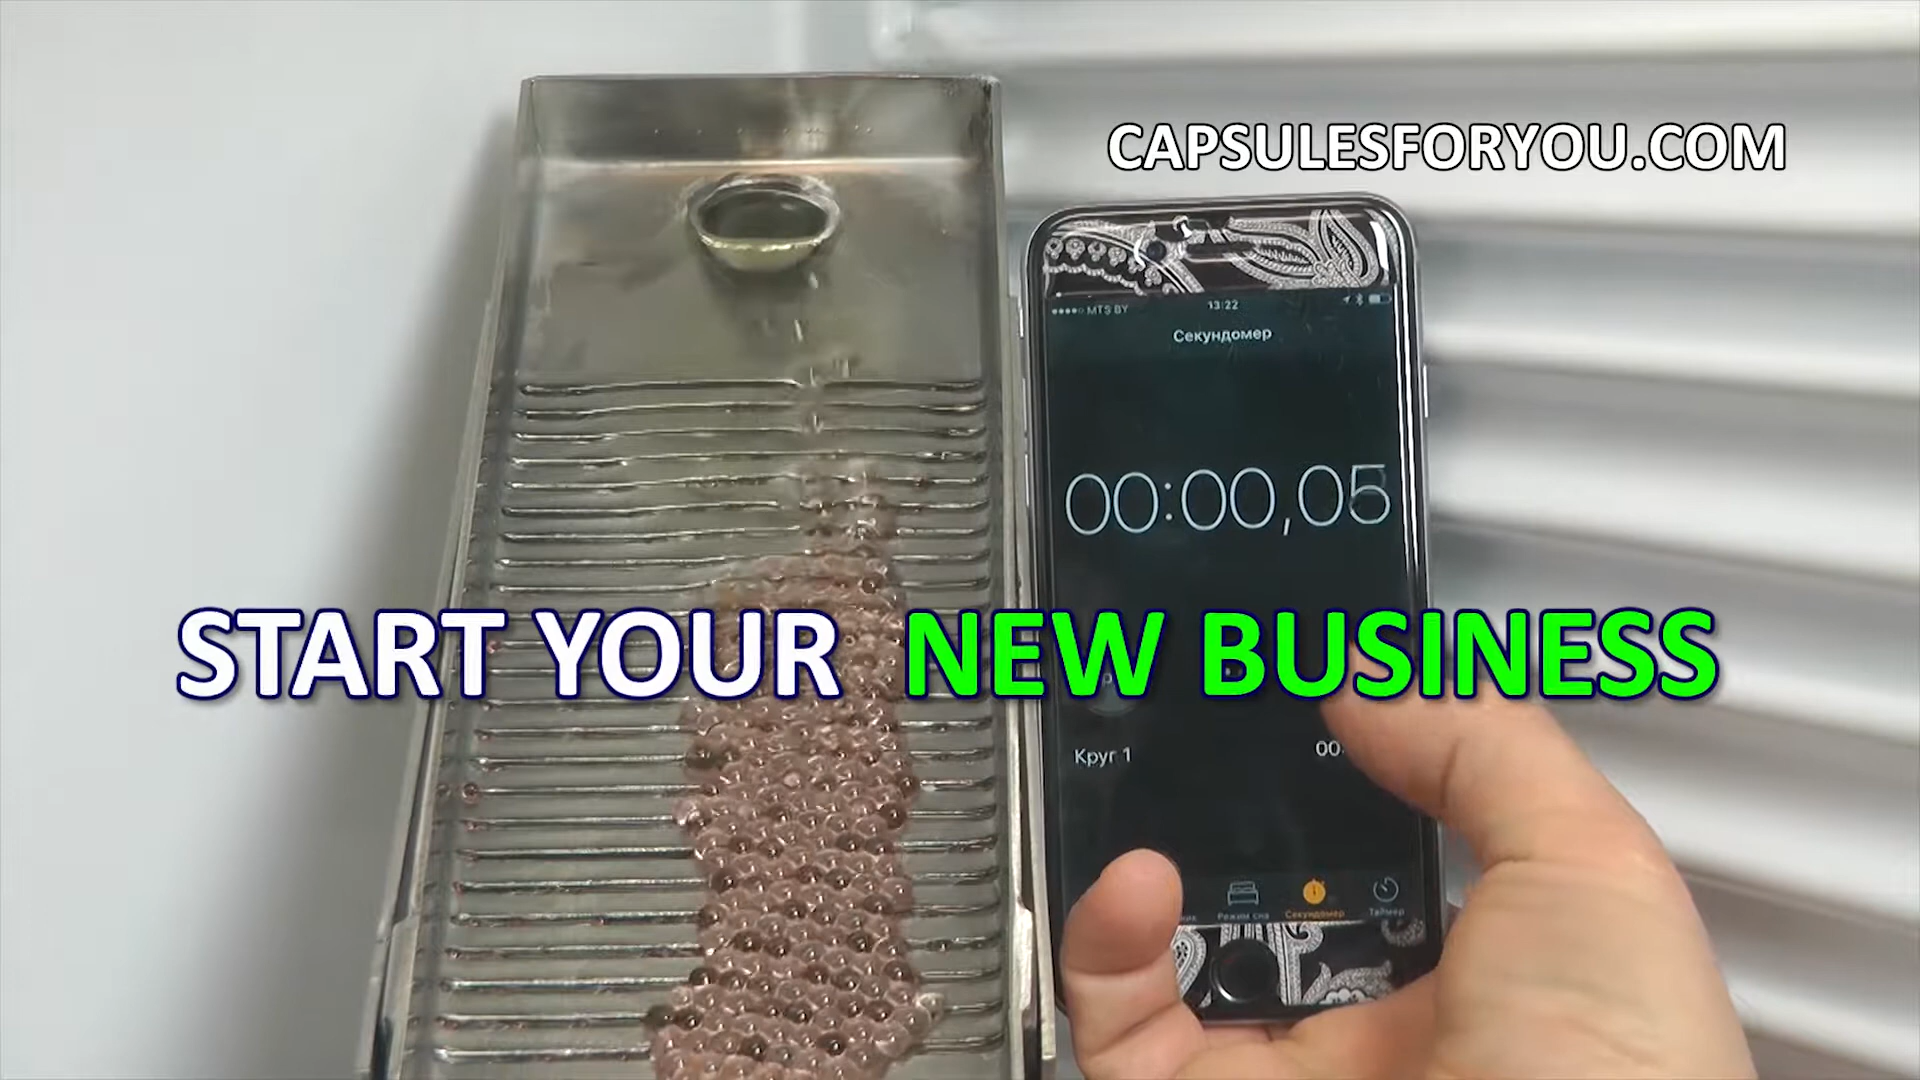 CAPSULESFORYOU.COM
MTS BY
13:22
Секундомер
00:00,05
START YOUR NEW BUSINESS
Круг 1
00
Режим сна
Секундомер
Таймер